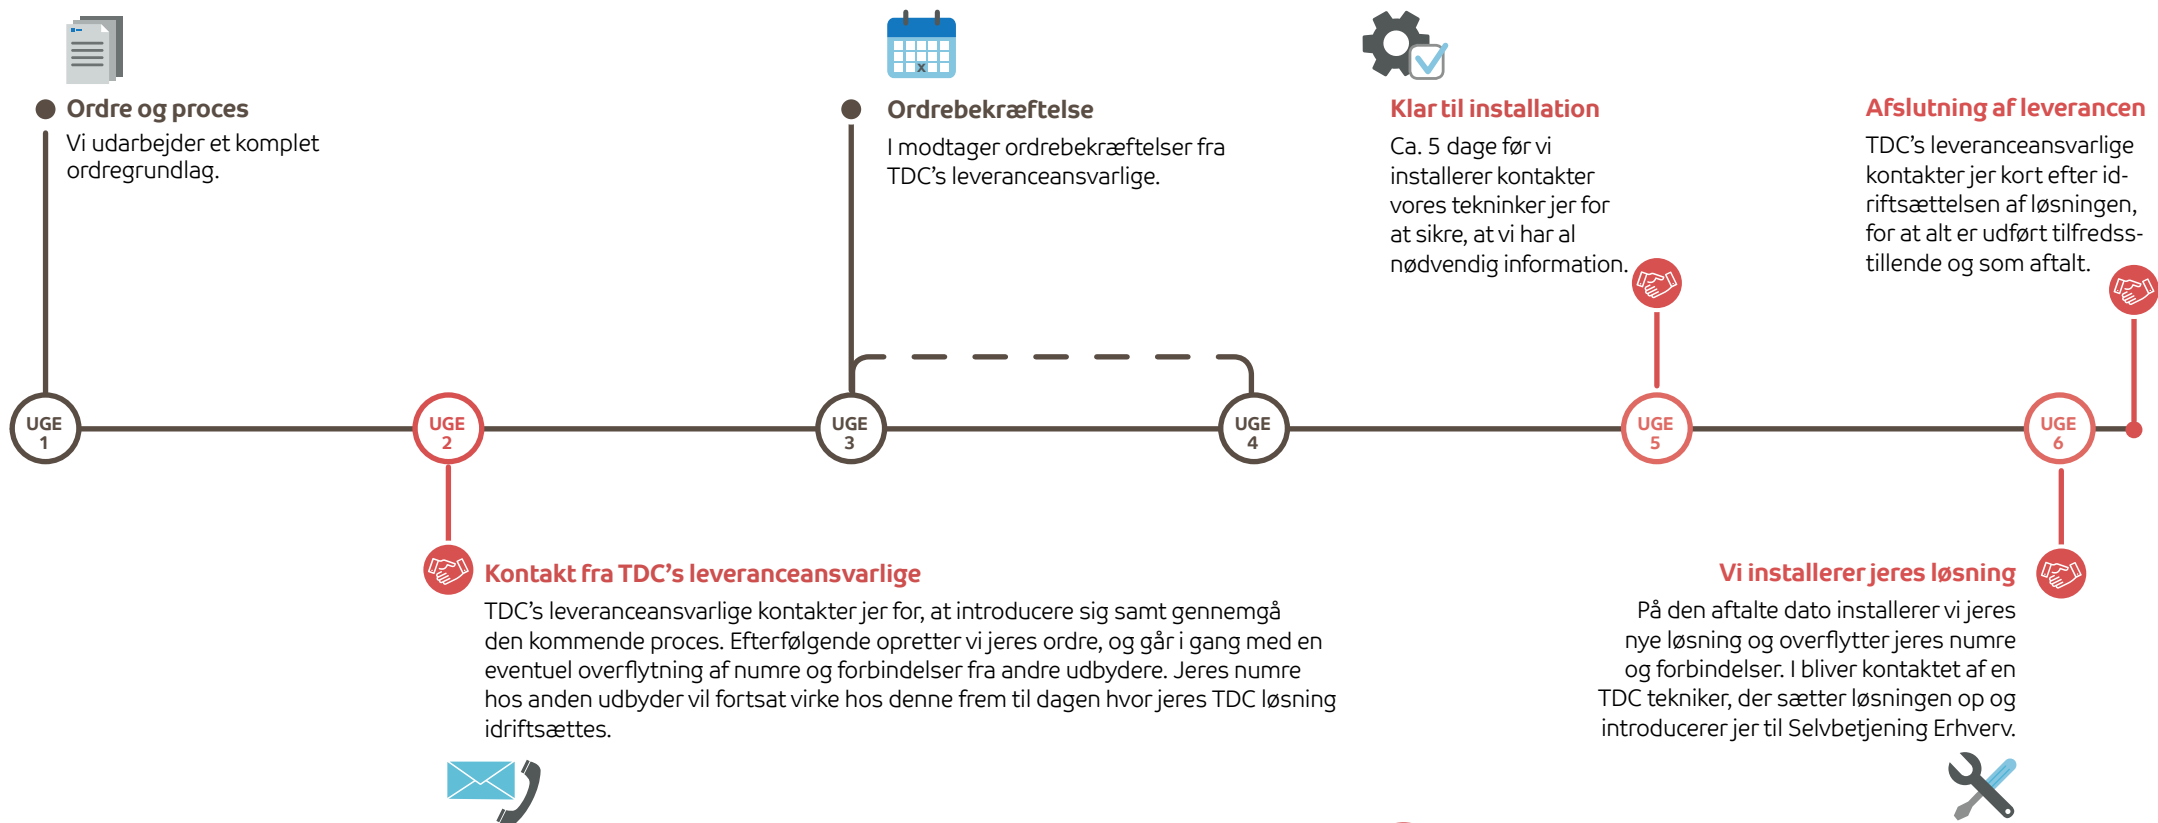 Ordre og proces
Vi udarbejder et komplet
ordregrundlag.
Ordrebekræftelse
I modtager ordrebekræftelser fra
TDC’s leveranceansvarlige.
Klar til installation
Ca. 5 dage før vi
installerer kontakter
vores tekninker jer for
at sikre, at vi har al
nødvendig information.
Afslutning af leverancen
TDC’s leveranceansvarlige
kontakter jer kort efter id-
riftsættelsen af løsningen,
for at alt er udført tilfredss-
tillende og som aftalt.
UGE
1
UGE
2
UGE
3
UGE
4
UGE
5
UGE
6
Kontakt fra TDC’s leveranceansvarlige
TDC’s leveranceansvarlige kontakter jer for, at introducere sig samt gennemgå
den kommende proces. Efterfølgende opretter vi jeres ordre, og går i gang med en
eventuel overflytning af numre og forbindelser fra andre udbydere. Jeres numre
hos anden udbyder vil fortsat virke hos denne frem til dagen hvor jeres TDC løsning
idriftsættes.
Vi installerer jeres løsning
På den aftalte dato installerer vi jeres
nye løsning og overflytter jeres numre
og forbindelser. I bliver kontaktet af en
TDC tekniker, der sætter løsningen op og
introducerer jer til Selvbetjening Erhverv.